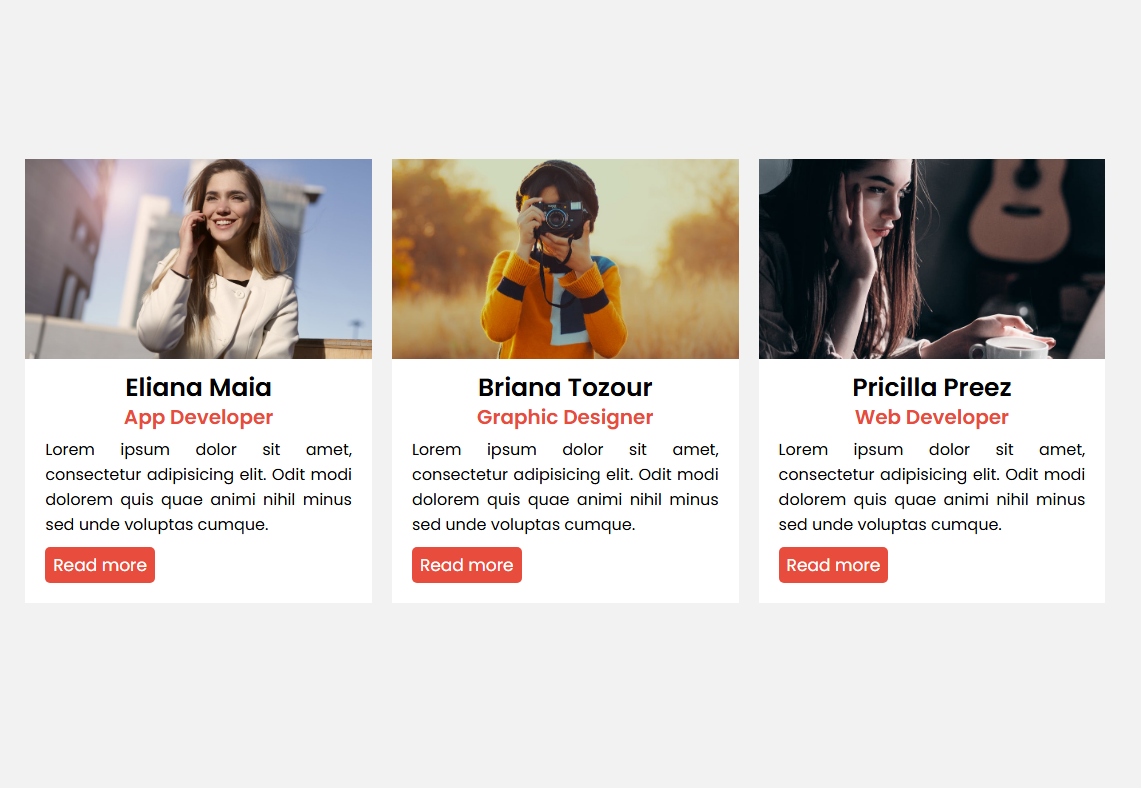 Eliana Maia
App Developer
Lorem ipsum dolor sit amet,
consectetur adipisicing elit. Odit modi
dolorem quis quae animi nihil minus
sed unde voluptas cumque.
Read more
Briana Tozour
Graphic Designer
Lorem ipsum dolor sit amet,
consectetur adipisicing elit. Odit modi
dolorem quis quae animi nihil minus
sed unde voluptas cumque.
Read more
Pricilla Preez
Web Developer
Lorem ipsum dolor sit amet,
consectetur adipisicing elit. Odit modi
dolorem quis quae animi nihil minus
sed unde voluptas cumque.
Read more